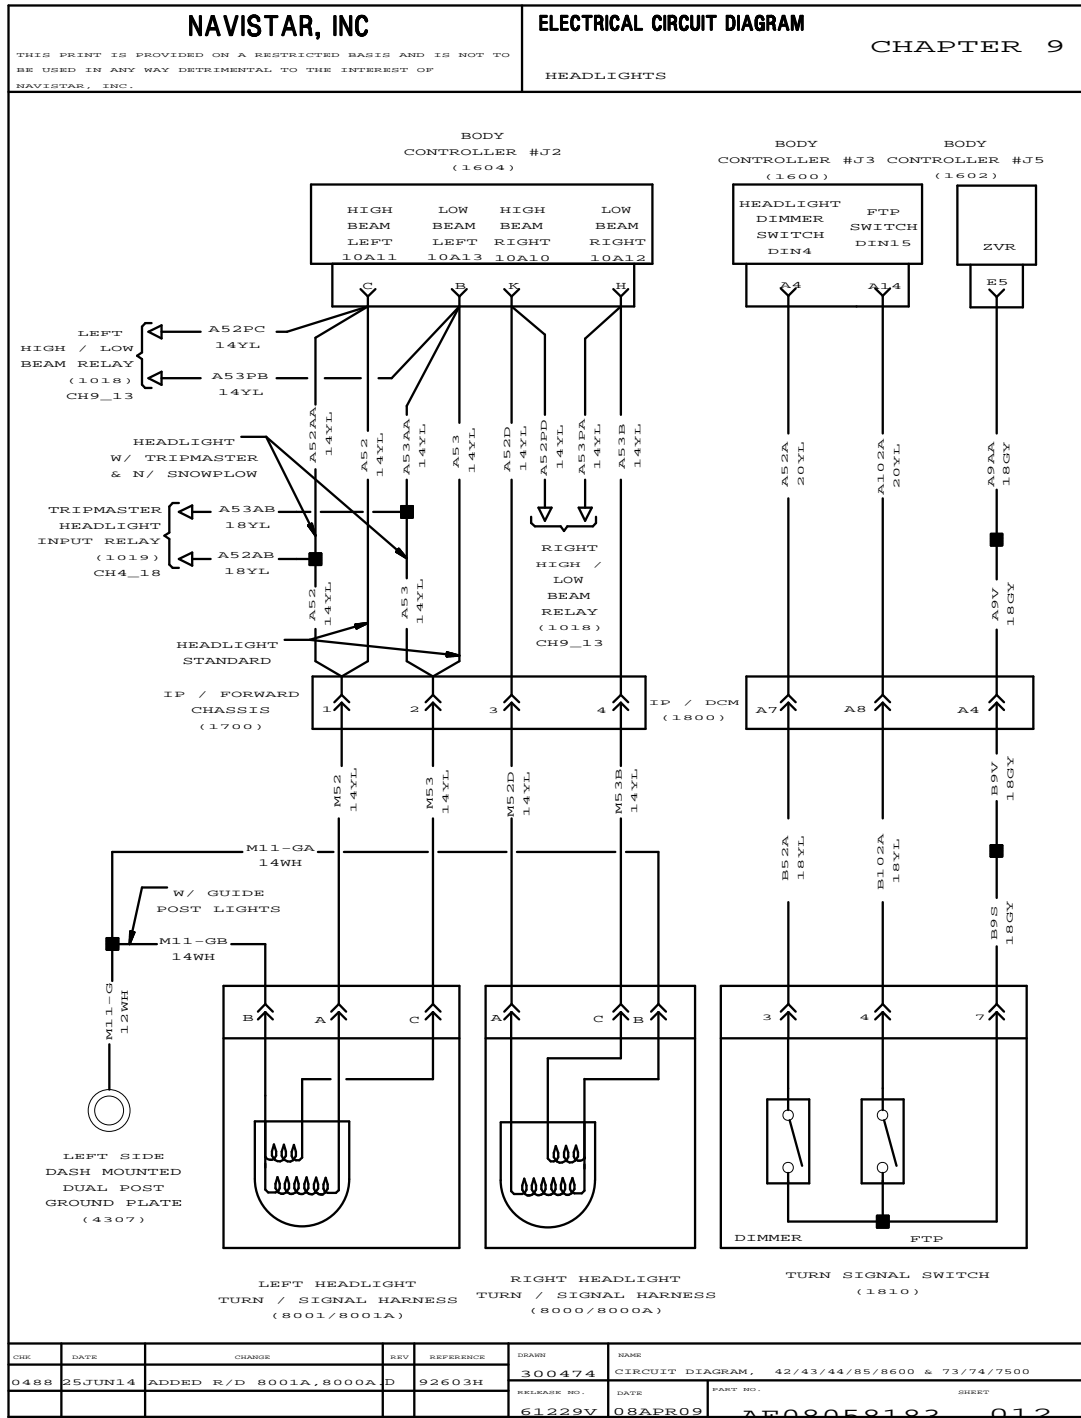 NAVISTAR, INC
THIS PRINT IS PROVIDED ON A RESTRICTED BASIS AND IS NOT TO
BE USED IN ANY WAY DETRIMENTAL TO THE INTEREST OF
NAVISTAR, INC.
ELECTRICAL CIRCUIT DIAGRAM
CHAPTER 9
HEADLIGHTS
BODY
CONTROLLER #J2
(1604)
BODY
CONTROLLER #J3
(1600)
BODY
CONTROLLER #J5
(1602)
HIGH
BEAM
LEFT
10A11
LOW
BEAM
LEFT
10A13
HIGH
BEAM
RIGHT
10A10
LOW
BEAM
RIGHT
10A12
HEADLIGHT
DIMMER
SWITCH
DIN4
FTP
SWITCH
DIN15
ZVR
C
B
K
H
A4
A14
E5
LEFT
HIGH / LOW
BEAM RELAY
(1018)
CH9_13
A52PC
14YL
A53PB
14YL
A52AA
14YL
A52
14YL
A53AA
14YL
A53
14YL
A52D
14YL
A52PD
14YL
A53PA
14YL
A53B
14YL
A52A
20YL
A102A
20YL
A9AA
18GY
HEADLIGHT
W/ TRIPMASTER
& N/ SNOWPLOW
TRIPMASTER
HEADLIGHT
INPUT RELAY
(1019)
CH4_18
A53AB
18YL
A52AB
18YL
RIGHT
HIGH /
LOW
BEAM
RELAY
(1018)
CH9_13
A52
14YL
A53
14YL
A9V
18GY
HEADLIGHT
STANDARD
IP / FORWARD
CHASSIS
(1700)
1
2
3
4
IP / DCM
(1800)
A7
A8
A4
M52
14YL
M53
14YL
M52D
14YL
M53B
14YL
B9V
18GY
M11-GA
14WH
B52A
18YL
B102A
18YL
W/ GUIDE
POST LIGHTS
M11-GB
14WH
B9S
18GY
M11-G
12WH
B
A
C
A
C
B
3
4
7
LEFT SIDE
DASH MOUNTED
DUAL POST
GROUND PLATE
(4307)
DIMMER
FTP
LEFT HEADLIGHT
TURN / SIGNAL HARNESS
(8001/8001A)
RIGHT HEADLIGHT
TURN / SIGNAL HARNESS
(8000/8000A)
TURN SIGNAL SWITCH
(1810)
CHK DATE CHANGE REV REFERENCE
0488 25JUN14 ADDED R/D 8001A,8000A. D 92603H
DRAWN
300474
NAME
CIRCUIT DIAGRAM, 42/43/44/85/8600 & 73/74/7500
RELEASE NO.
61229V
DATE
08APR09
PART NO.
AF08058182
SHEET
012